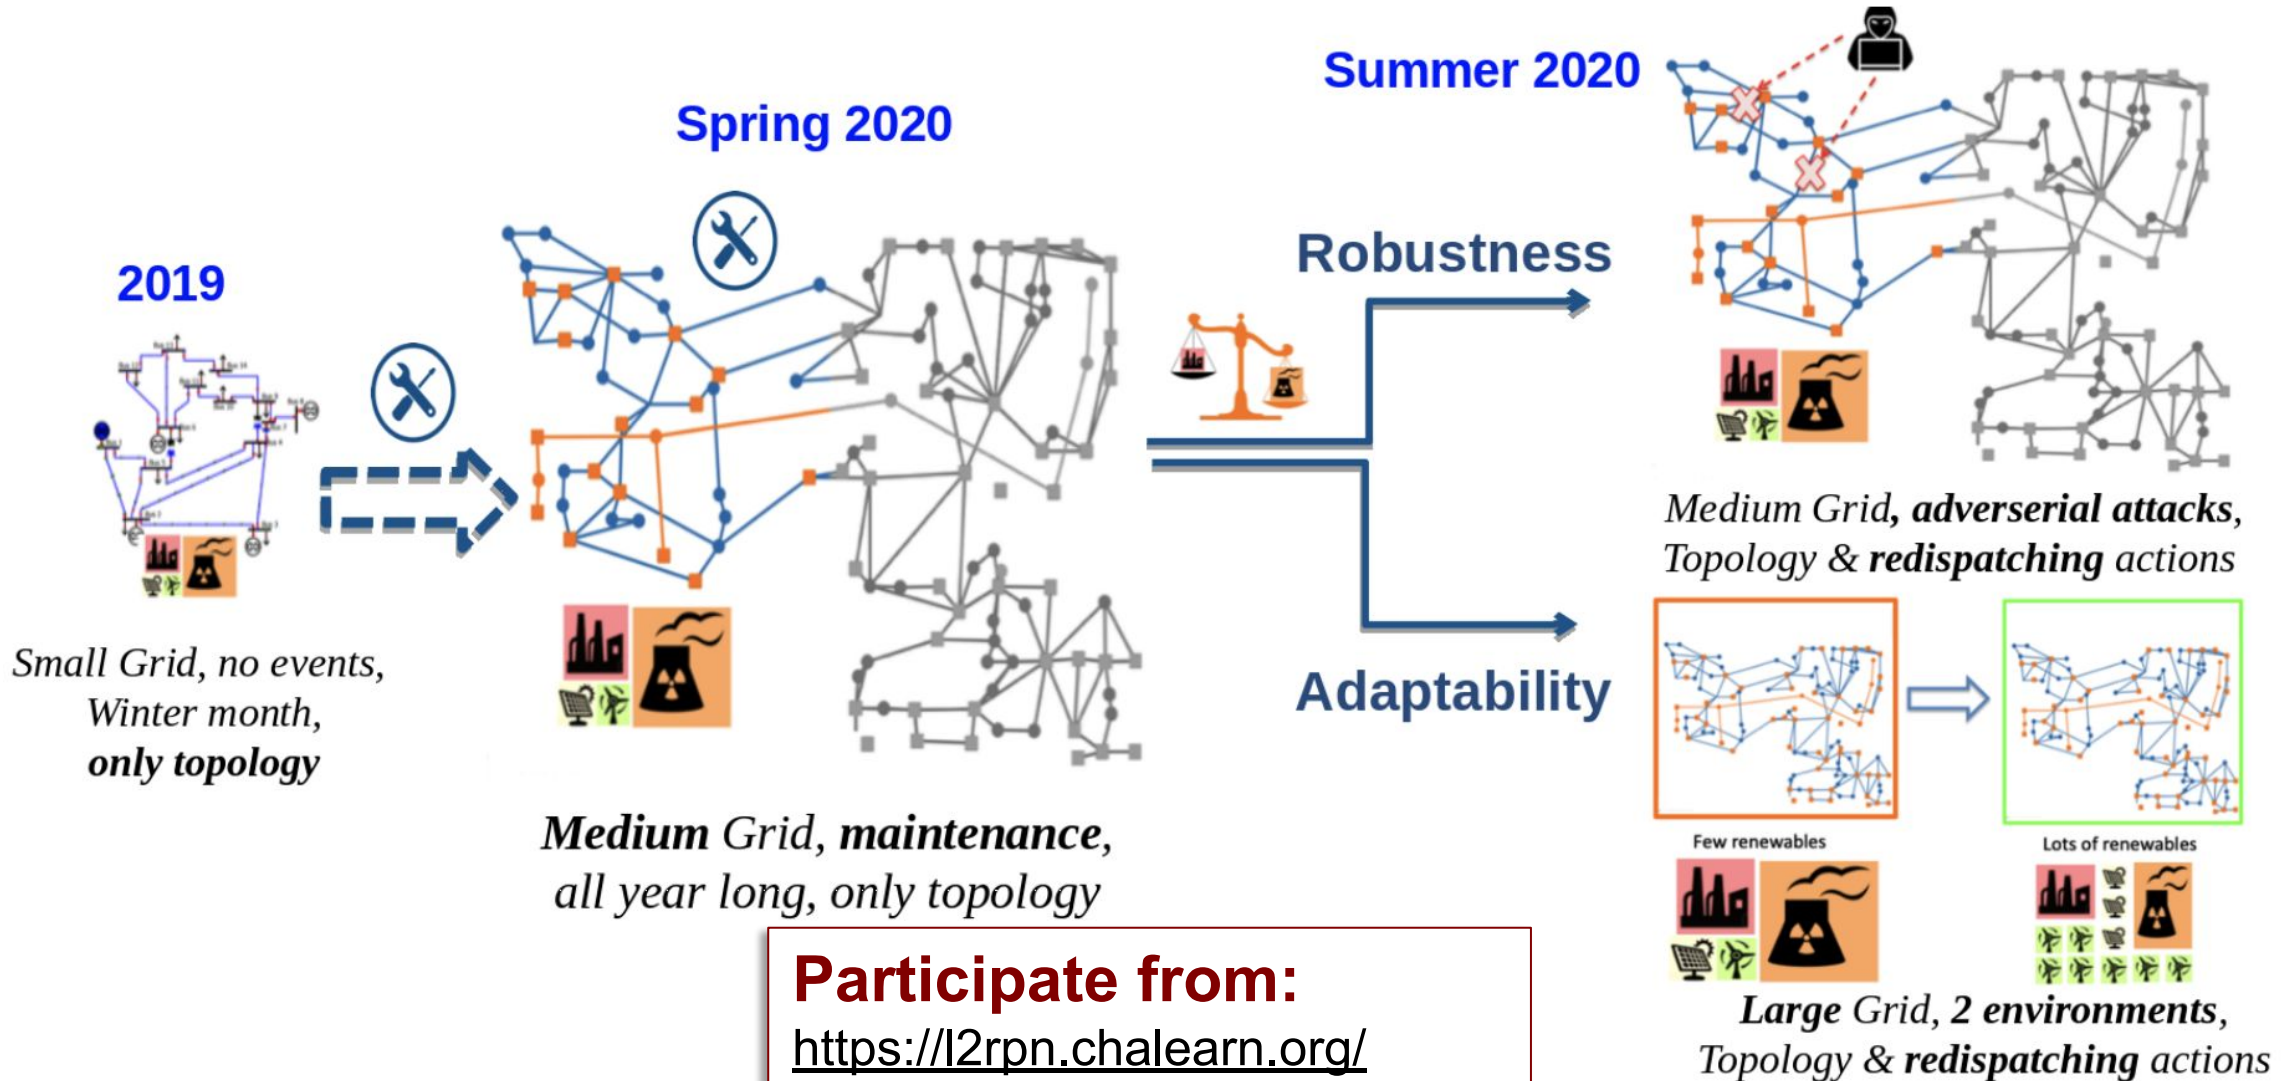 2019
Small Grid, no events,
Winter month,
only topology
Spring 2020
Medium Grid, maintenance,
all year long, only topology
Robustness
Adaptability
Summer 2020
Medium Grid, adverserial attacks,
Topology & redispatching actions
Few renewables
Lots of renewables
Large Grid, 2 environments,
Topology & redispatching actions
Participate from:
https://l2rpn.chalearn.org/